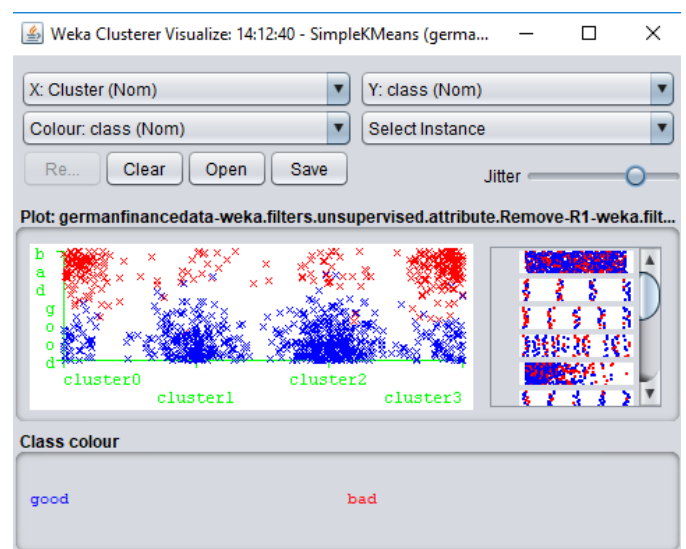 Weka Clusterer Visualize: 14:12:40 - SimpleKMeans (germa...
X: Cluster (Nom)
Y: class (Nom)
Colour: class (Nom)
Select Instance
Re...
Clear
Open
Save
Jitter
Plot: germanfinancedata-weka.filters.unsupervised.attribute.Remove-R1-weka.filt...
bad
good
cluster0
cluster1
cluster2
cluster3
Class colour
good
bad